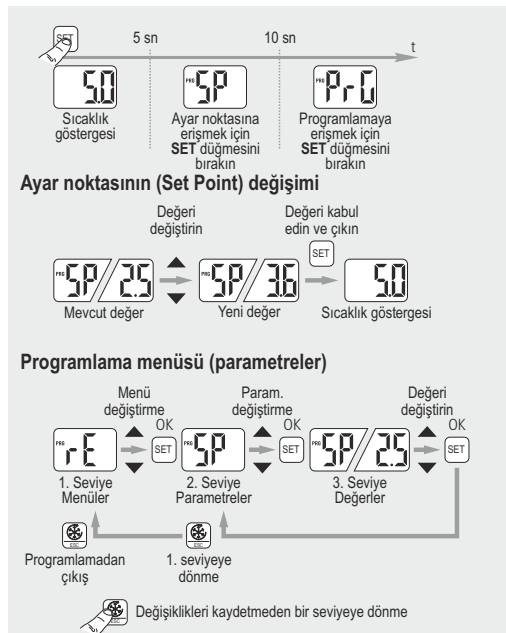 SET
5 sn
10 sn
t
5.0
PRG SP
PRG PrG
Sıcaklık
göstergesi
Ayar noktasına
erişmek için
SET düğmesini
bırakın
Programlamaya
erişmek için
SET düğmesini
bırakın
Ayar noktasının (Set Point) değişimi
Değeri
değiştirin
Değeri kabul
edin ve çıkın
SET
PRG SP/2.5
PRG SP/3.6
5.0
Mevcut değer
Yeni değer
Sıcaklık göstergesi
Programlama menüsü (parametreler)
Menü
değiştirme
OK
Param.
değiştirme
OK
Değeri
değiştirin
OK
PRG rE
SET
PRG SP
SET
PRG SP/2.5
SET
1. Seviye
Menüler
2. Seviye
Parametreler
3. Seviye
Değerler
ESC
ESC
Programlamadan
çıkış
1. seviyeye
dönme
ESC
Değişiklikleri kaydetmeden bir seviyeye dönme